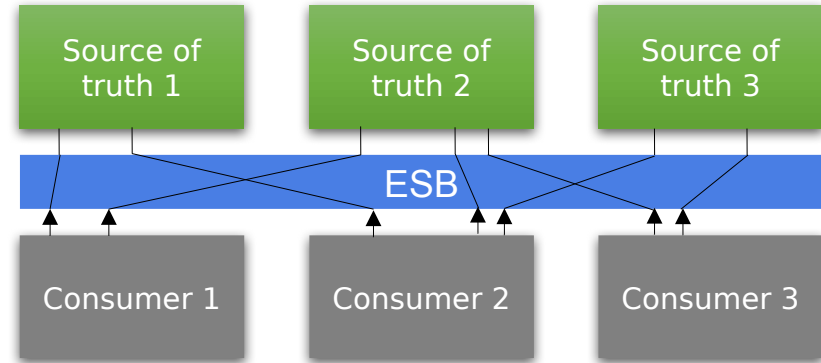 Source of
truth 1
Source of
truth 2
Source of
truth 3
ESB
Consumer 1
Consumer 2
Consumer 3